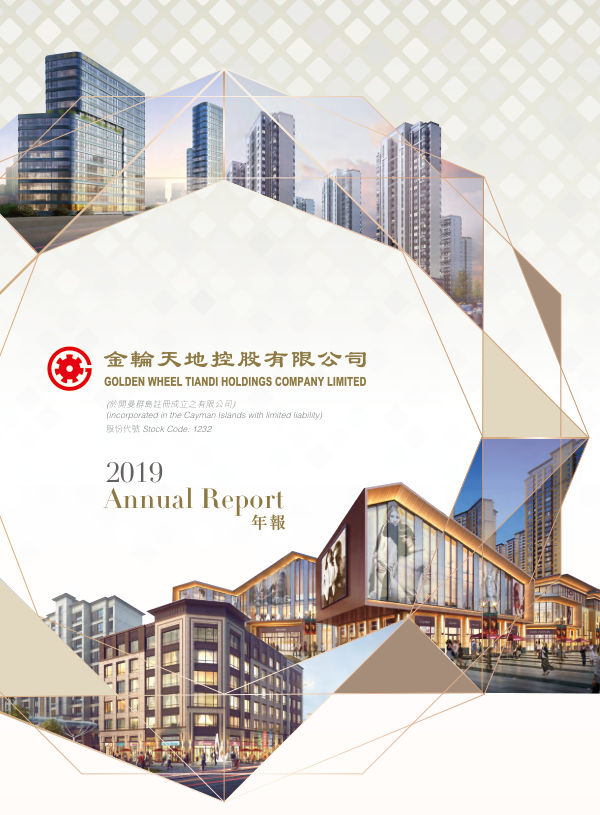 金輪天地控股有限公司
GOLDEN WHEEL TIANDI HOLDINGS COMPANY LIMITED
(於開曼群島註冊成立之有限公司)
(incorporated in the Cayman Islands with limited liability)
股份代號 Stock Code: 1232
2019
Annual Report
年報